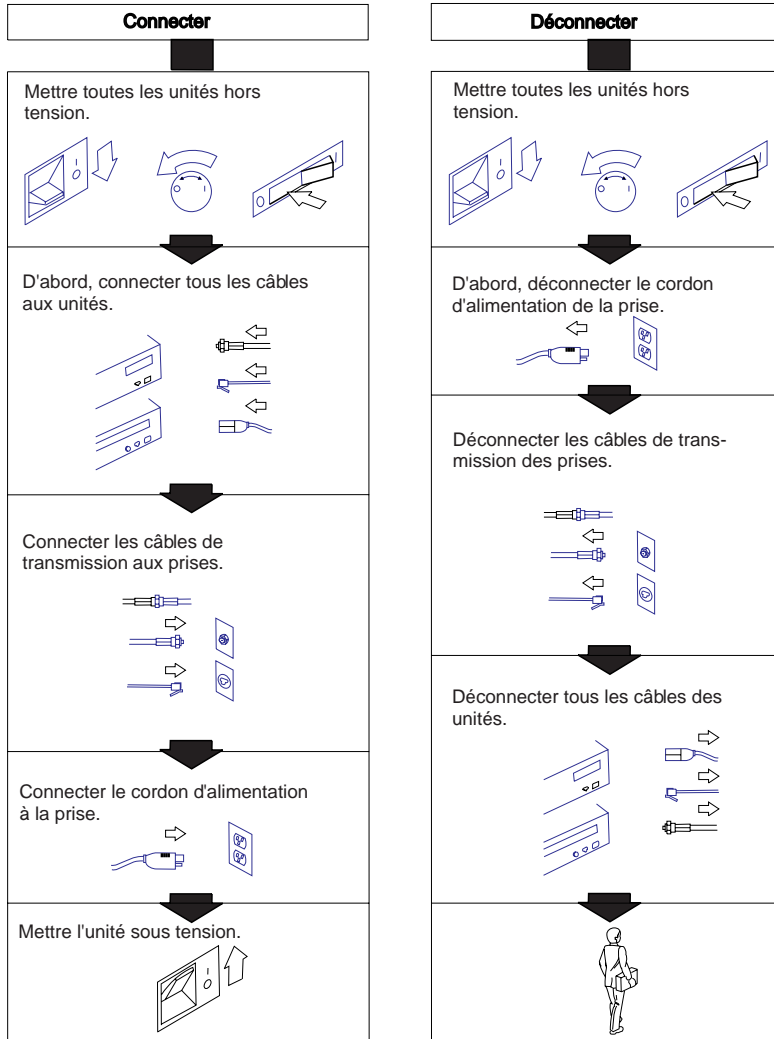 Connecter
Mettre toutes les unités hors
tension.
D'abord, connecter tous les câbles
aux unités.
Connecter les câbles de
transmission aux prises.
Connecter le cordon d'alimentation
à la prise.
Mettre l'unité sous tension.
Déconnecter
Mettre toutes les unités hors
tension.
D'abord, déconnecter le cordon
d'alimentation de la prise.
Déconnecter les câbles de trans-
mission des prises.
Déconnecter tous les câbles des
unités.